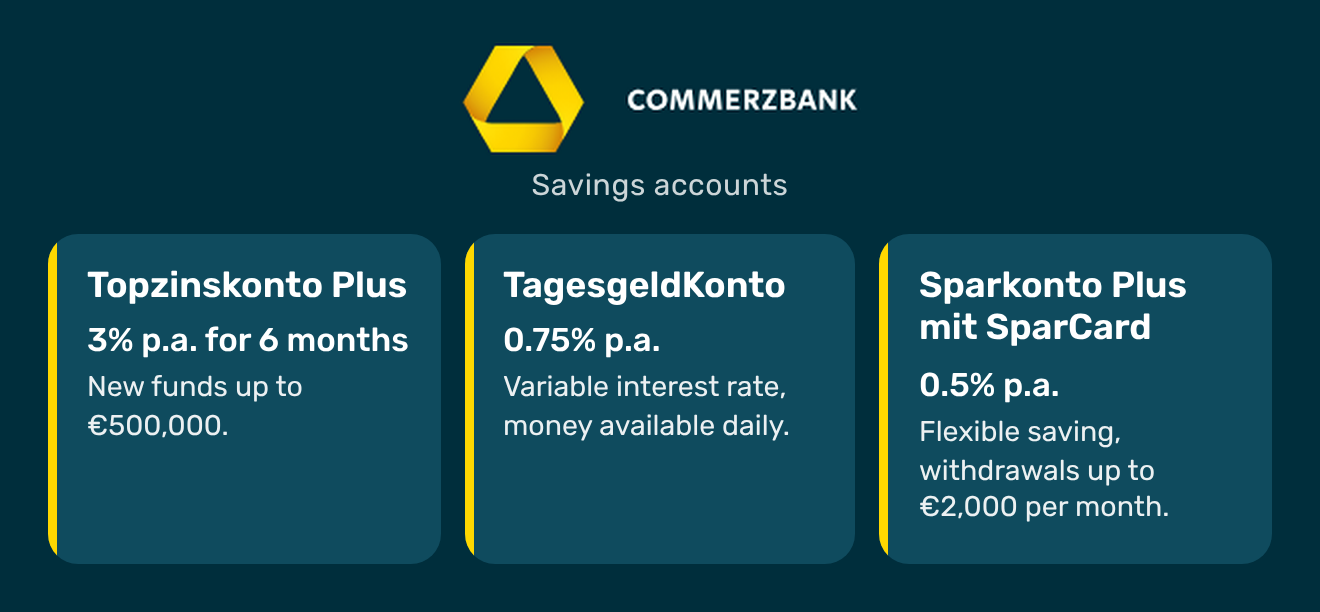 COMMERZBANK
Savings accounts
Topzinskonto Plus
3% p.a. for 6 months
New funds up to
€500,000.
TagesgeldKonto
0.75% p.a.
Variable interest rate,
money available daily.
Sparkonto Plus
mit SparCard
0.5% p.a.
Flexible saving,
withdrawals up to
€2,000 per month.